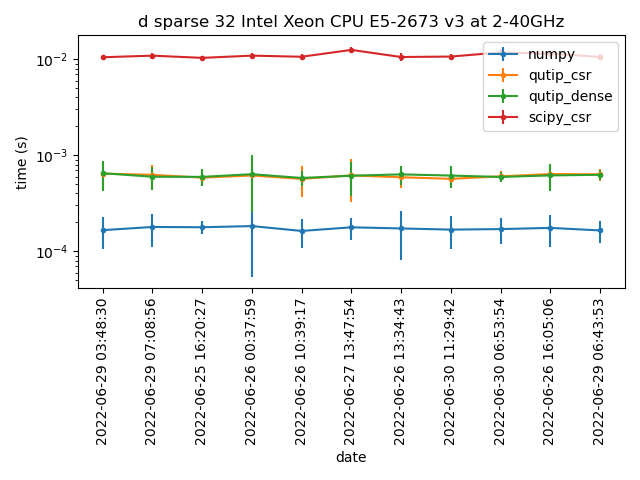 d sparse 32 Intel Xeon CPU E5-2673 v3 at 2-40GHz
numpy
qutip_csr
qutip_dense
scipy_csr
time (s)
10⁻²
10⁻³
10⁻⁴
2022-06-29 03:48:30
2022-06-29 07:08:56
2022-06-25 16:20:27
2022-06-26 00:37:59
2022-06-26 10:39:17
2022-06-27 13:47:54
2022-06-26 13:34:43
2022-06-30 11:29:42
2022-06-30 06:53:54
2022-06-26 16:05:06
2022-06-29 06:43:53
date